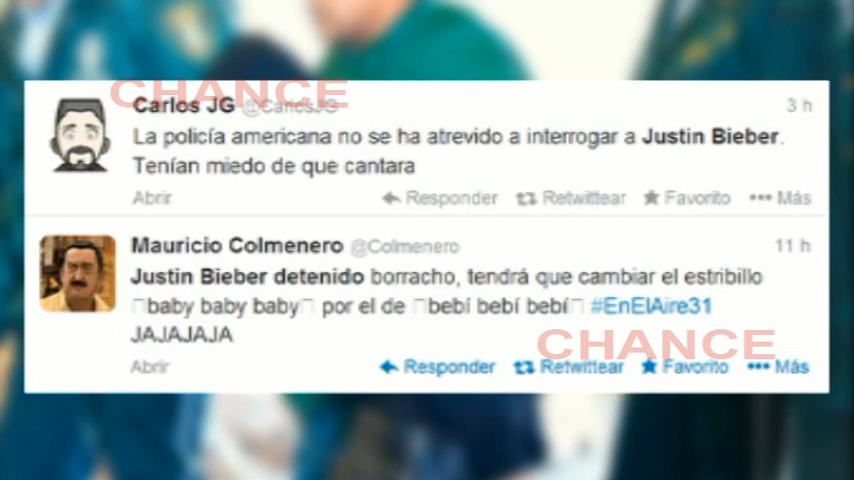 CHANCE
Carlos JG @CarlosJG 3 h
La policía americana no se ha atrevido a interrogar a Justin Bieber.
Tenían miedo de que cantara
Abrir Responder Retwittear Favorito Más
Mauricio Colmenero @Colmenero 11 h
Justin Bieber detenido borracho, tendrá que cambiar el estribillo
□baby baby baby□ por el de □bebí bebí bebí□ #EnElAire31
JAJAJAJA
CHANCE
Abrir Responder Retwittear Favorito Más